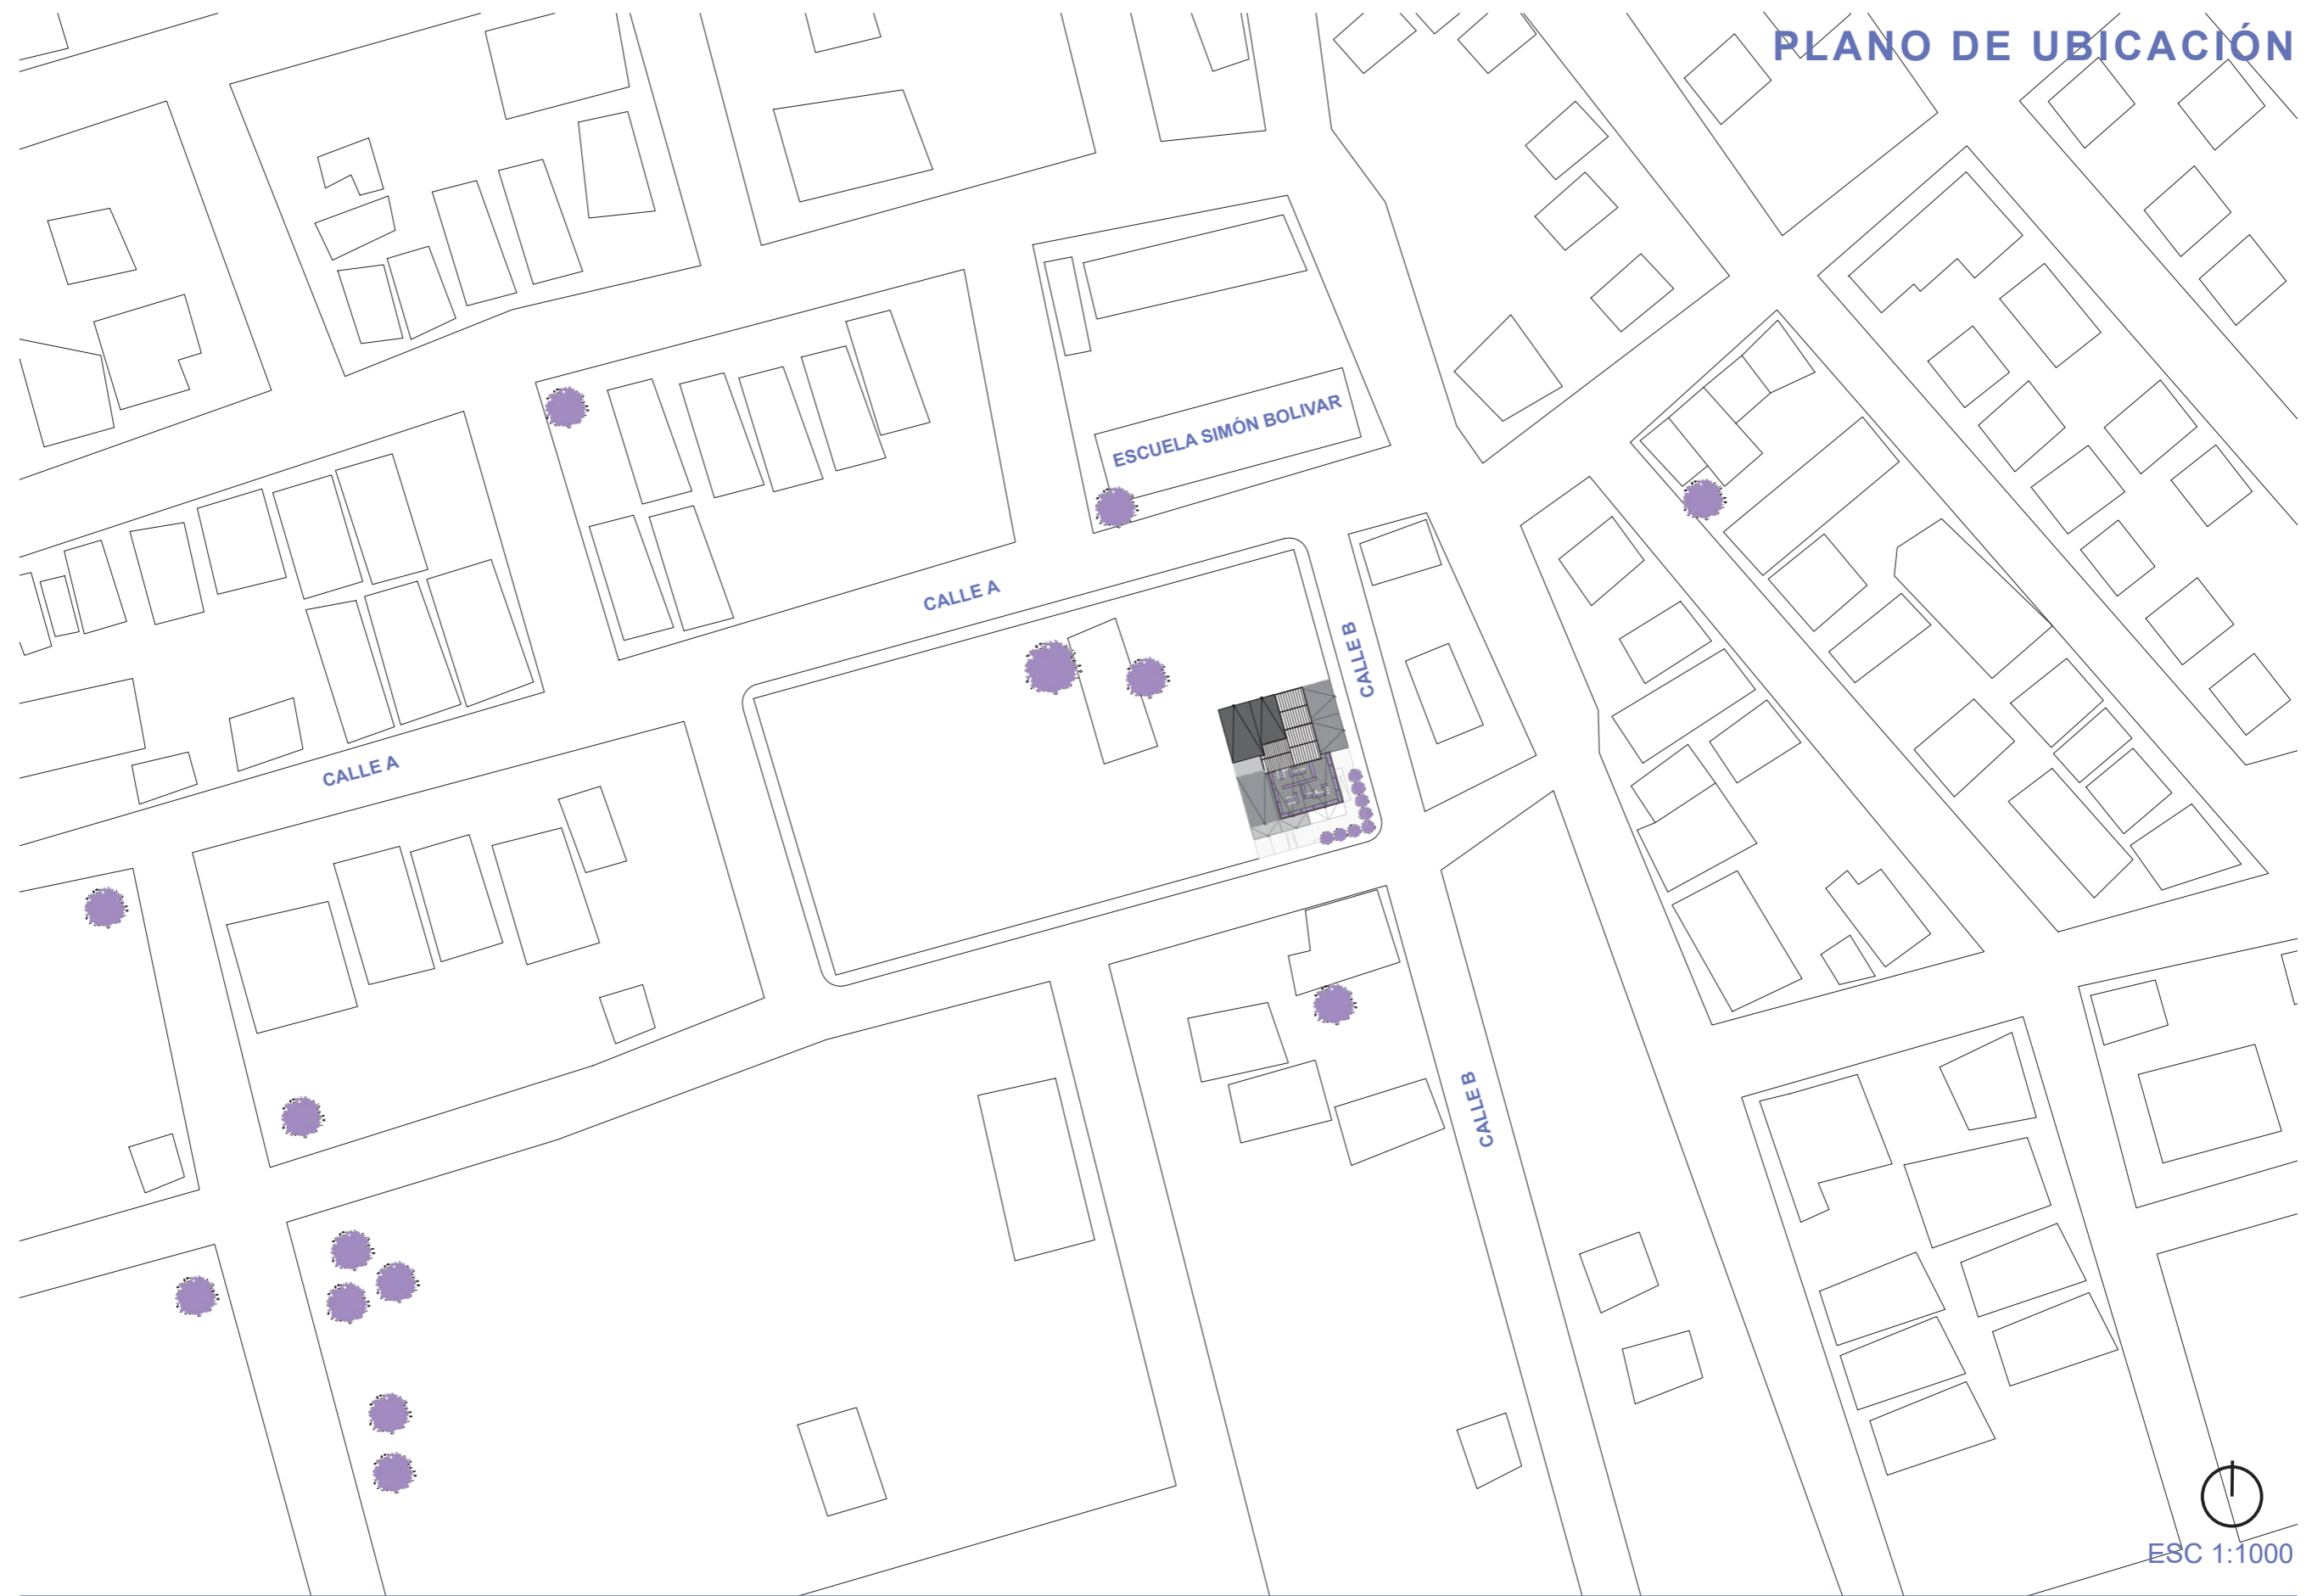 PLANO DE UBICACIÓN
ESCUELA SIMÓN BOLIVAR
CALLE A
CALLE B
CALLE A
CALLE B
ESC 1:1000